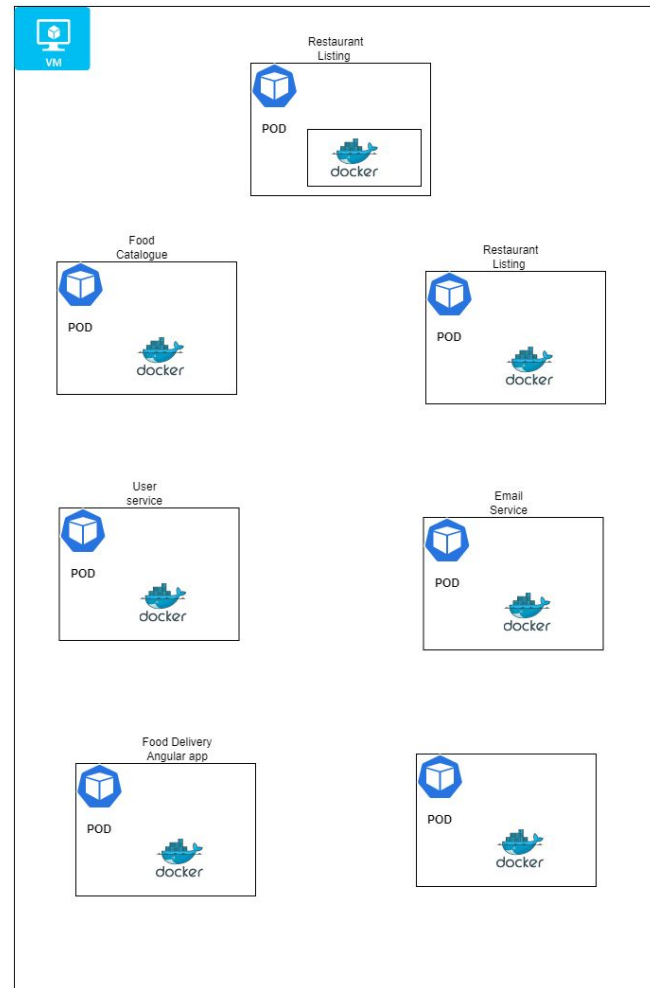 VM
Restaurant
Listing
POD
docker
Food
Catalogue
POD
docker
Restaurant
Listing
POD
docker
User
service
POD
docker
Email
Service
POD
docker
Food Delivery
Angular app
POD
docker
POD
docker